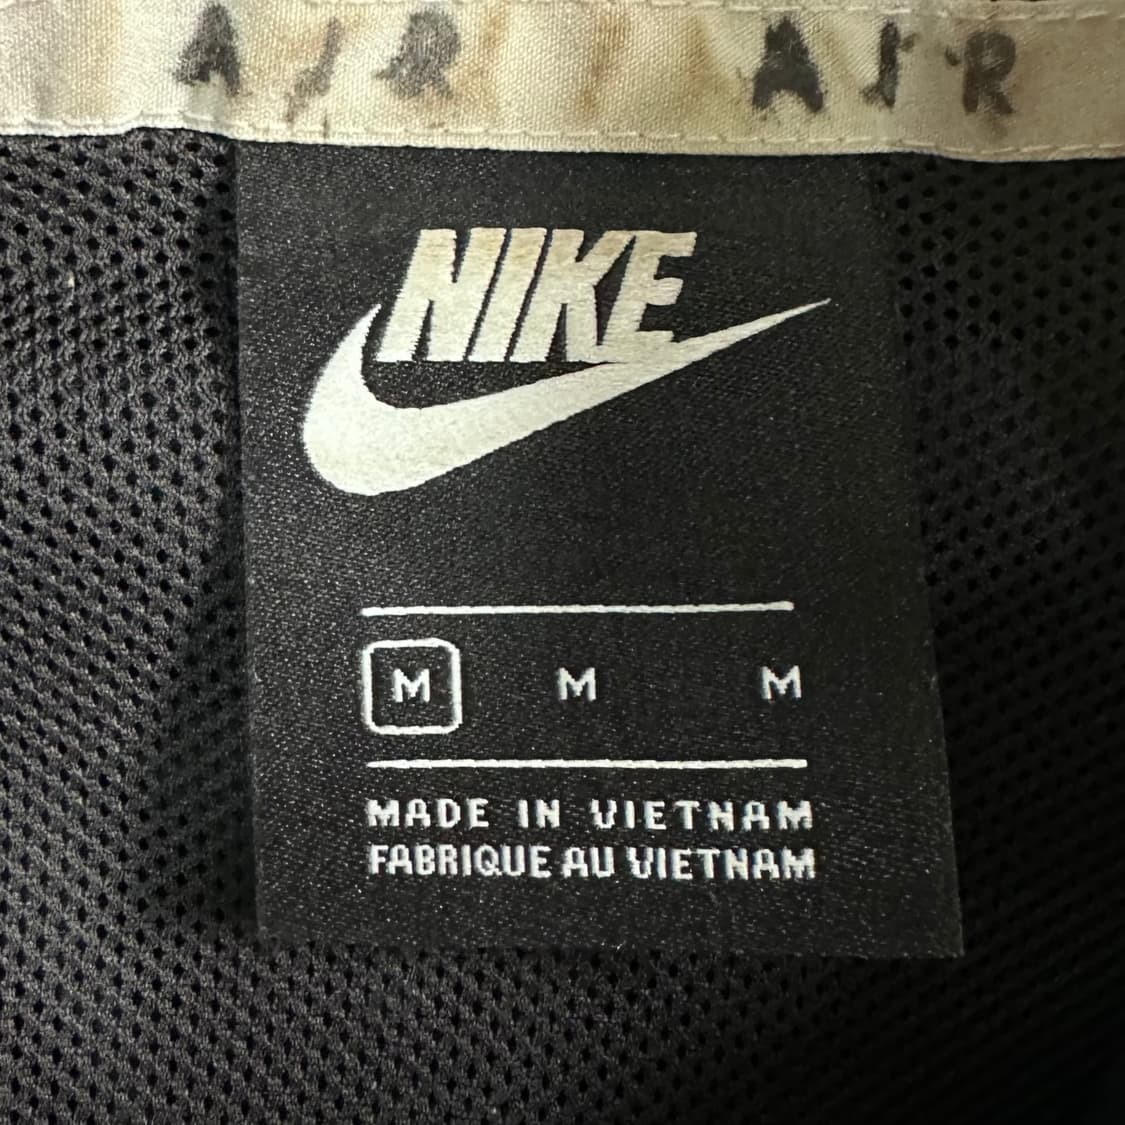 AIR AIR
NIKE
M M M
MADE IN VIETNAM
FABRIQUE AU VIETNAM